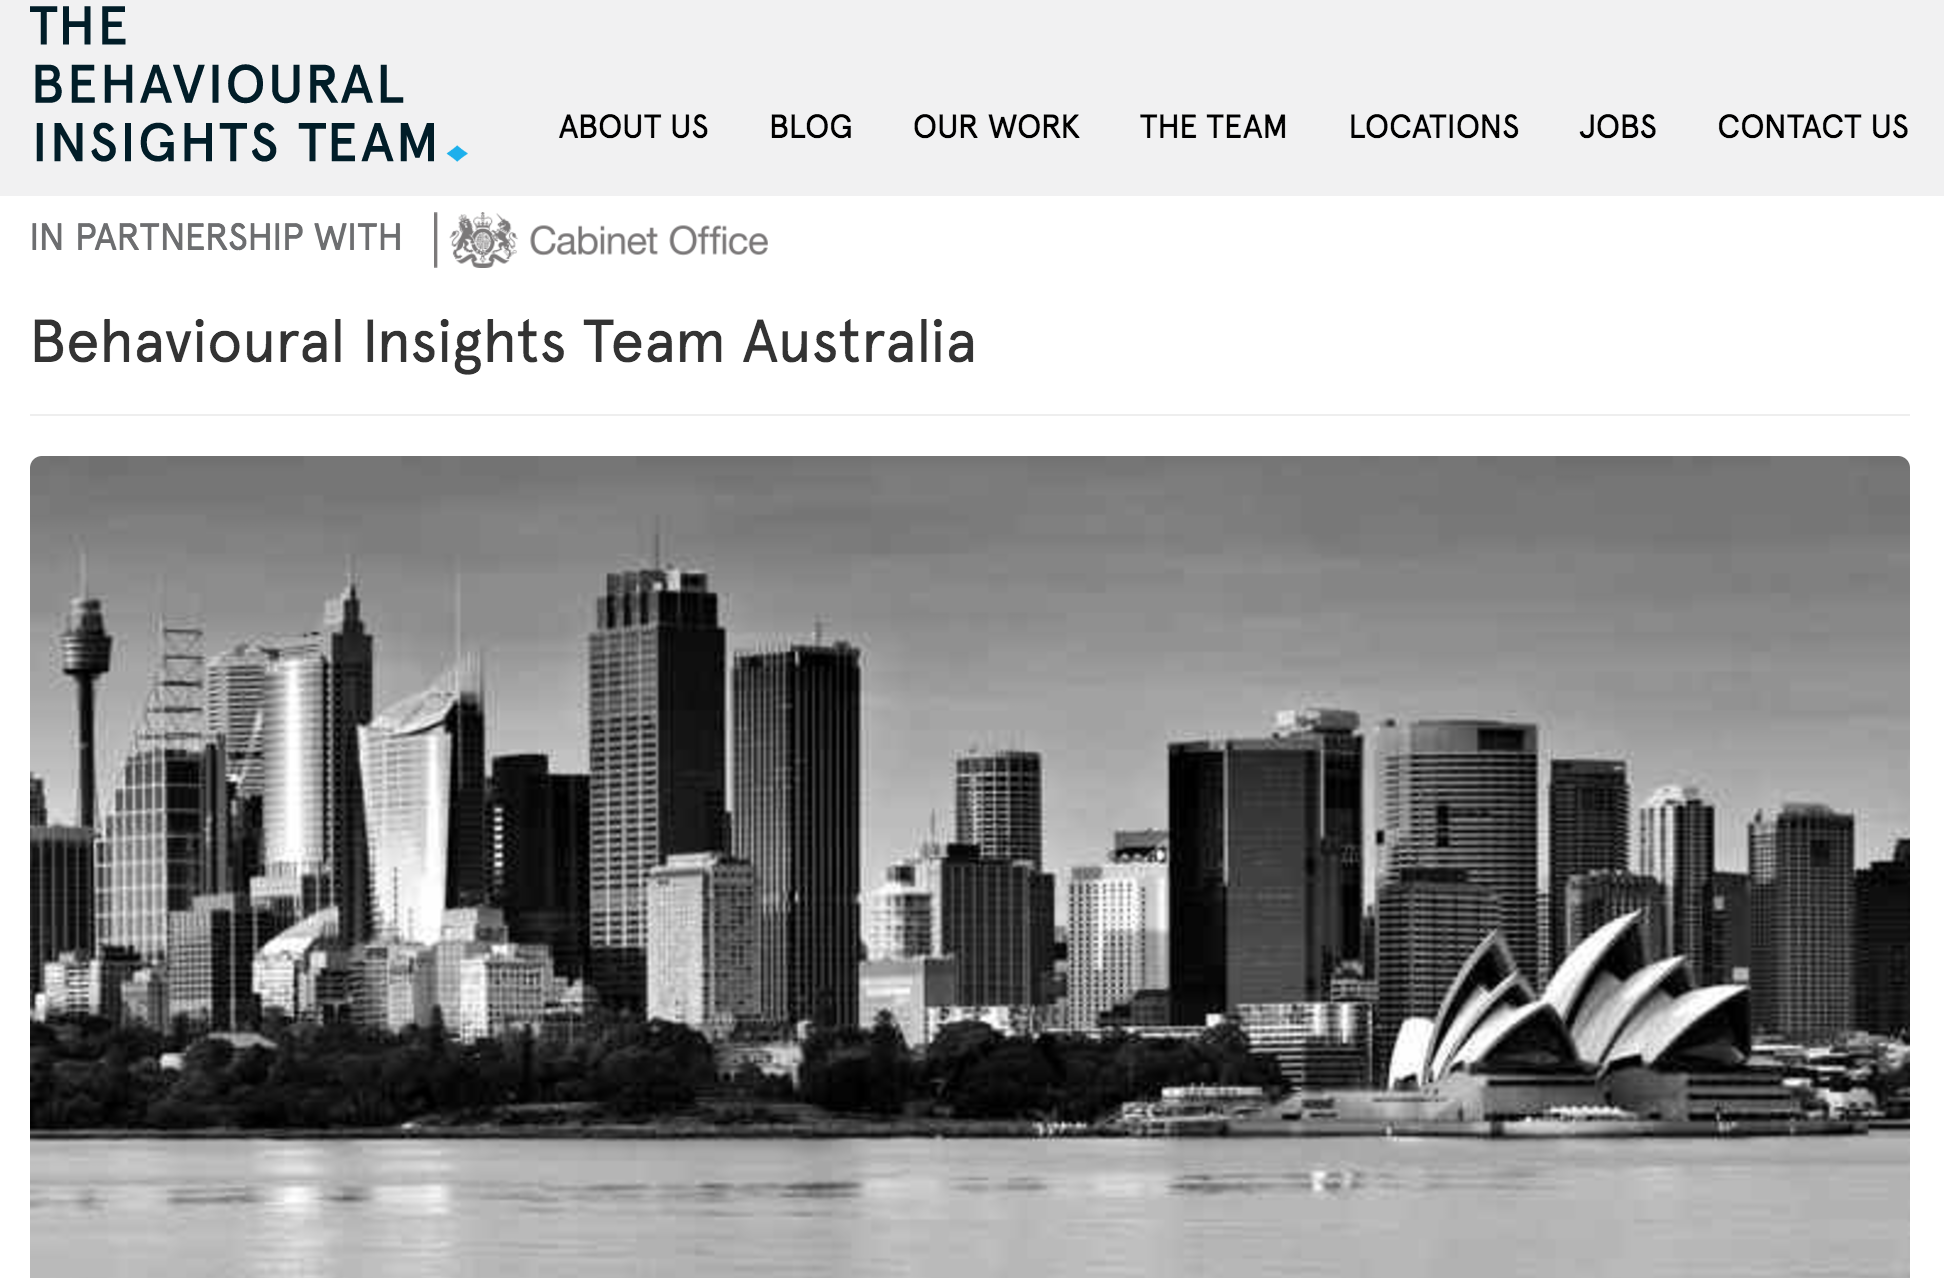 THE
BEHAVIOURAL
INSIGHTS TEAM
ABOUT US BLOG OUR WORK THE TEAM LOCATIONS JOBS CONTACT US
IN PARTNERSHIP WITH Cabinet Office
Behavioural Insights Team Australia